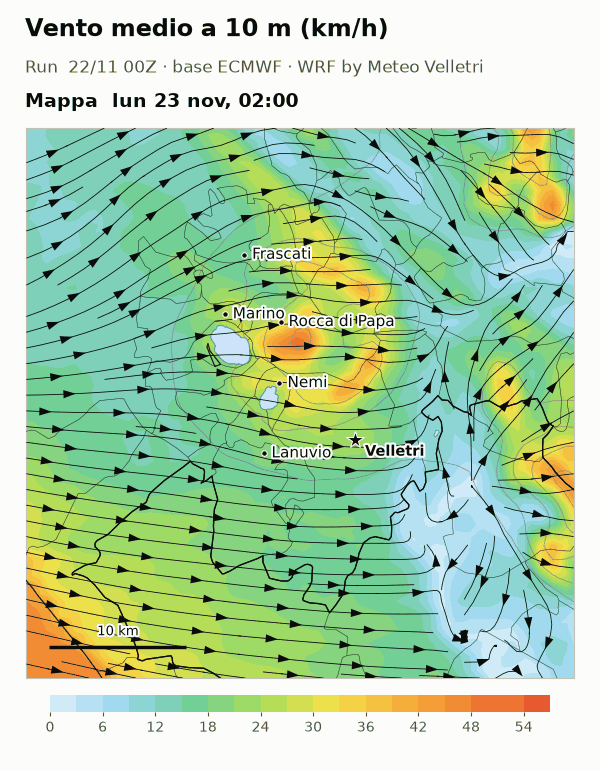 Vento medio a 10 m (km/h)
Run 22/11 00Z · base ECMWF · WRF by Meteo Velletri
Mappa lun 23 nov, 02:00
Frascati
Marino
Rocca di Papa
Nemi
Velletri
Lanuvio
10 km
0 6 12 18 24 30 36 42 48 54